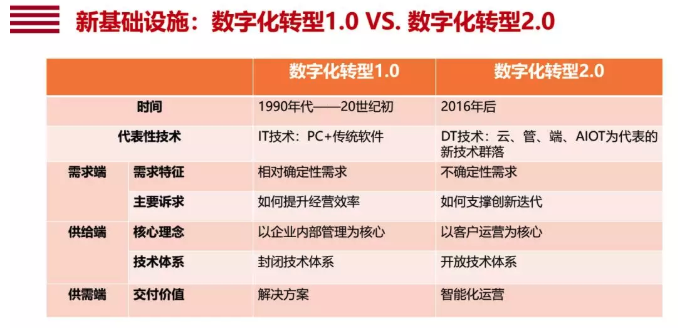 新基础设施：数字化转型1.0 VS. 数字化转型2.0
数字化转型1.0 数字化转型2.0
时间 1990年代——20世纪初 2016年后
代表性技术 IT技术：PC+传统软件 DT技术：云、管、端、AIOT为代表的
新技术群落
需求端 需求特征 相对确定性需求 不确定性需求
主要诉求 如何提升经营效率 如何支撑创新迭代
供给端 核心理念 以企业内部管理为核心 以客户运营为核心
技术体系 封闭技术体系 开放技术体系
供需端 交付价值 解决方案 智能化运营